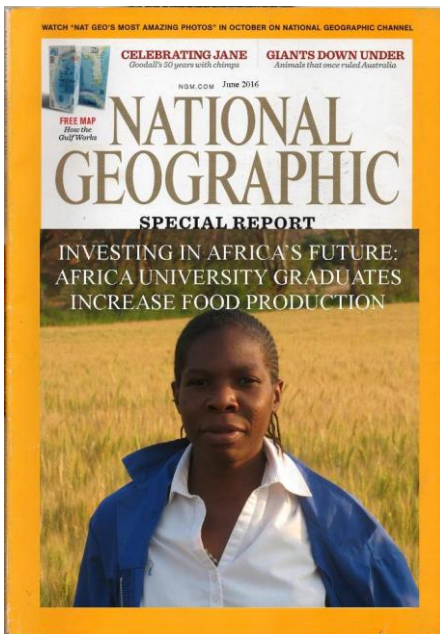 WATCH "NAT GEO'S MOST AMAZING PHOTOS" IN OCTOBER ON NATIONAL GEOGRAPHIC CHANNEL
CELEBRATING JANE
Goodall's 50 years with chimps
GIANTS DOWN UNDER
Animals that once ruled Australia
NGM.COM June 2016
FREE MAP
How the
Gulf Works
NATIONAL
GEOGRAPHIC
SPECIAL REPORT
INVESTING IN AFRICA'S FUTURE:
AFRICA UNIVERSITY GRADUATES
INCREASE FOOD PRODUCTION